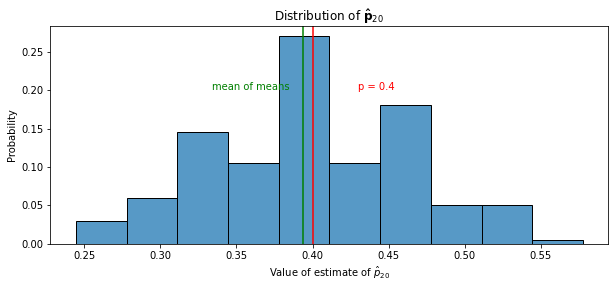 Distribution of p̂₂₀
Probability
0.25
0.20
0.15
0.10
0.05
0.00
mean of means
p = 0.4
0.25 0.30 0.35 0.40 0.45 0.50 0.55
Value of estimate of p̂₂₀